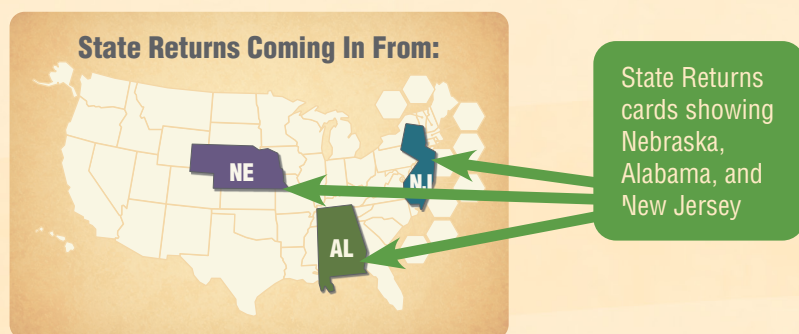 State Returns Coming In From:
NE
NJ
AL
State Returns
cards showing
Nebraska,
Alabama, and
New Jersey